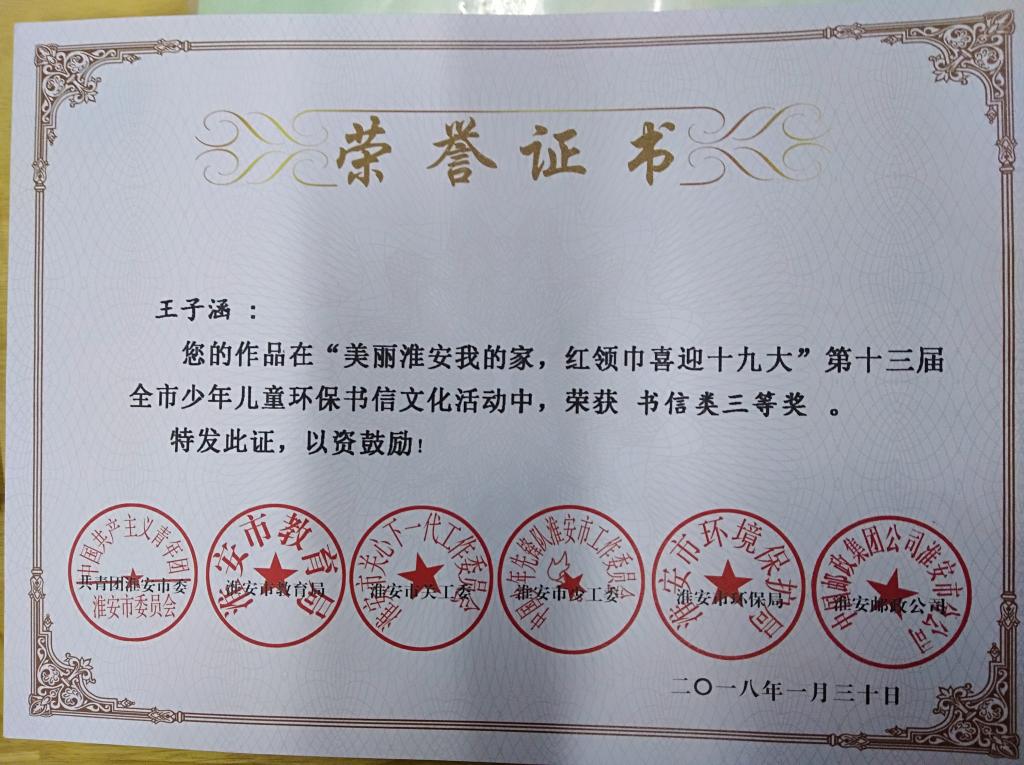 荣誉证书
王子涵 ：
您的作品在“美丽淮安我的家，红领巾喜迎十九大”第十三届
全市少年儿童环保书信文化活动中，荣获 书信类三等奖 。
特发此证，以资鼓励！
中国共产主义青年团
共青团淮安市委
淮安市委员会
淮安市教育局
淮安市教育局
淮安市关心下一代工作委员会
淮安市关工委
中国少年先锋队淮安市工作委员会
淮安市少工委
淮安市环境保护局
淮安市环保局
中国邮政集团公司淮安市分公司
淮安邮政公司
二〇一八年一月三十日